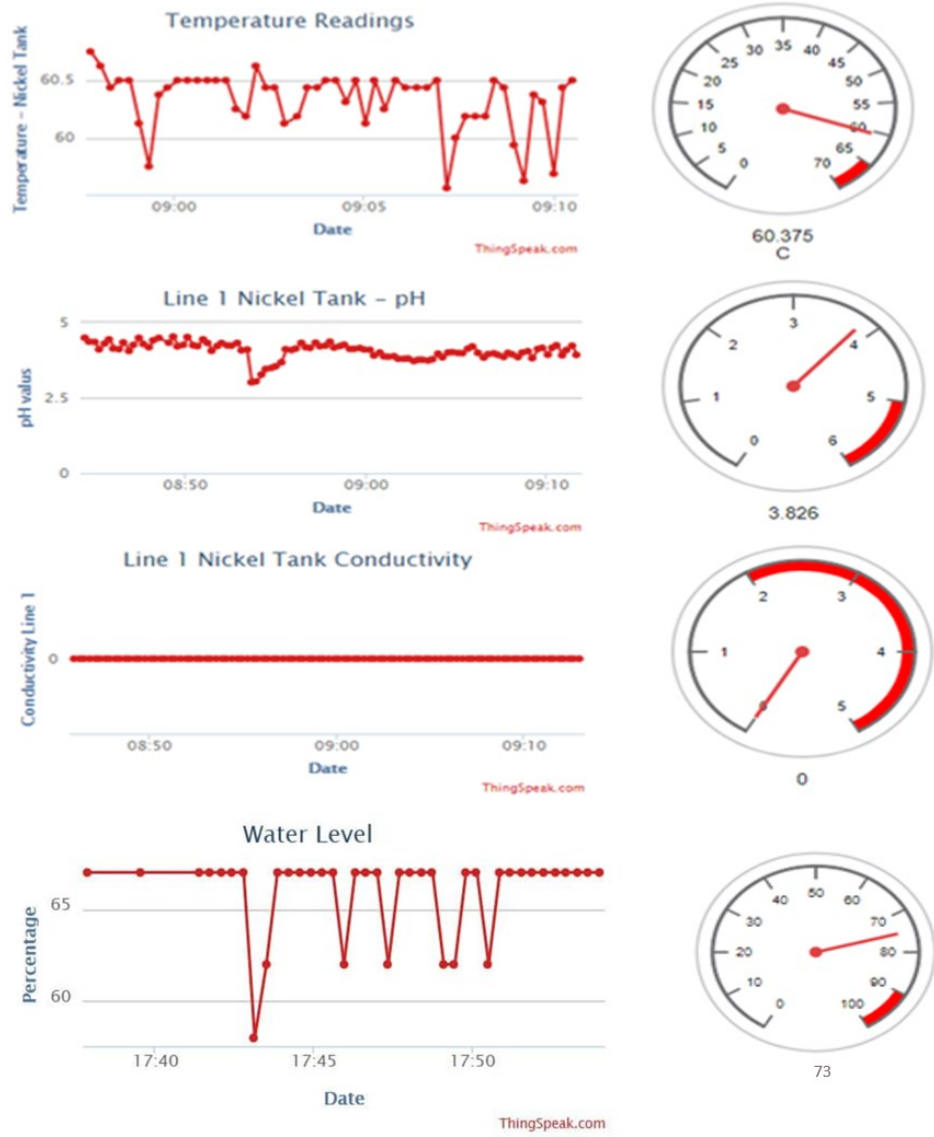 Temperature Readings
Temperature - Nickel Tank
60.5
60
09:00 09:05 09:10
Date
ThingSpeak.com
0 5 10 15 20 25 30 35 40 45 50 55 60 65 70
60.375
C
Line 1 Nickel Tank - pH
pH valus
5
2.5
0
08:50 09:00 09:10
Date
ThingSpeak.com
0 1 2 3 4 5 6
3.826
Line 1 Nickel Tank Conductivity
Conductivity Line 1
0
08:50 09:00 09:10
Date
ThingSpeak.com
0 1 2 3 4 5
0
Water Level
Percentage
65
60
17:40 17:45 17:50
Date
ThingSpeak.com
0 10 20 30 40 50 60 70 80 90 100
73